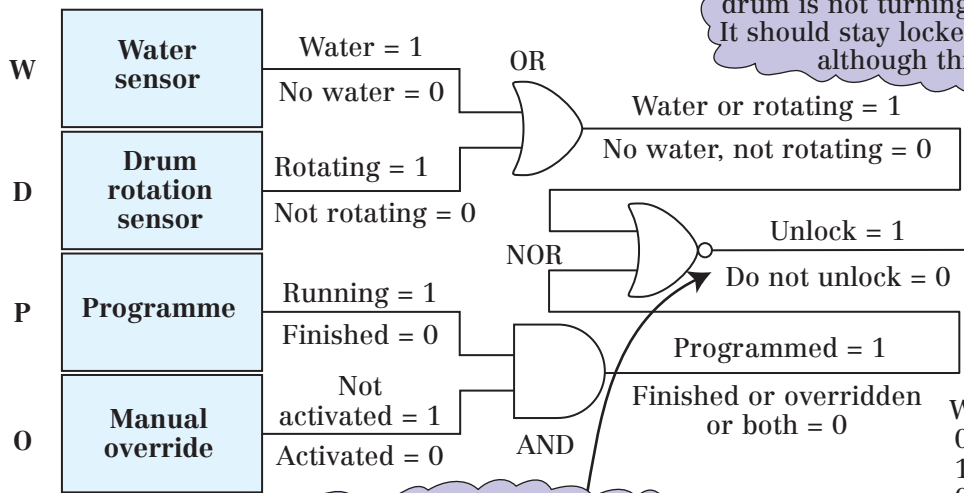 drum is not turning
It should stay locke
although th
W
Water
sensor
Water = 1
No water = 0
OR
Water or rotating = 1
No water, not rotating = 0
D
Drum
rotation
sensor
Rotating = 1
Not rotating = 0
NOR
Unlock = 1
Do not unlock = 0
P
Programme
Running = 1
Finished = 0
Programmed = 1
Finished or overridden
or both = 0
O
Manual
override
Not
activated = 1
Activated = 0
AND
W
0
1